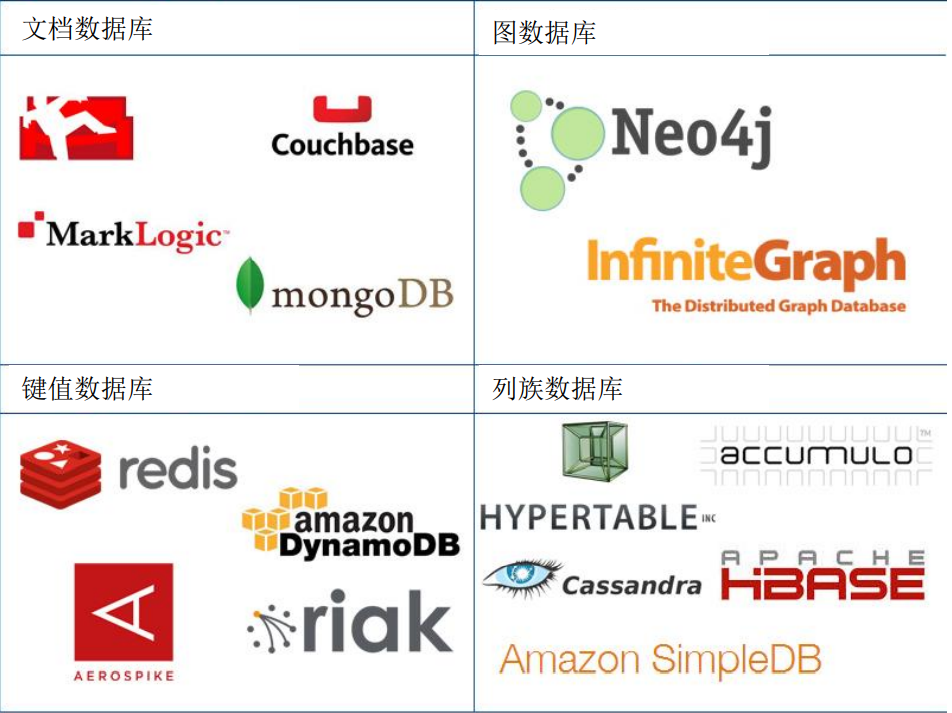 文档数据库
Couchbase
MarkLogic™
mongoDB
图数据库
Neo4j
InfiniteGraph
The Distributed Graph Database
键值数据库
redis
amazon
DynamoDB
AEROSPIKE
riak
列族数据库
accumulo™
HYPERTABLE INC
Cassandra
APACHE
HBASE
Amazon SimpleDB